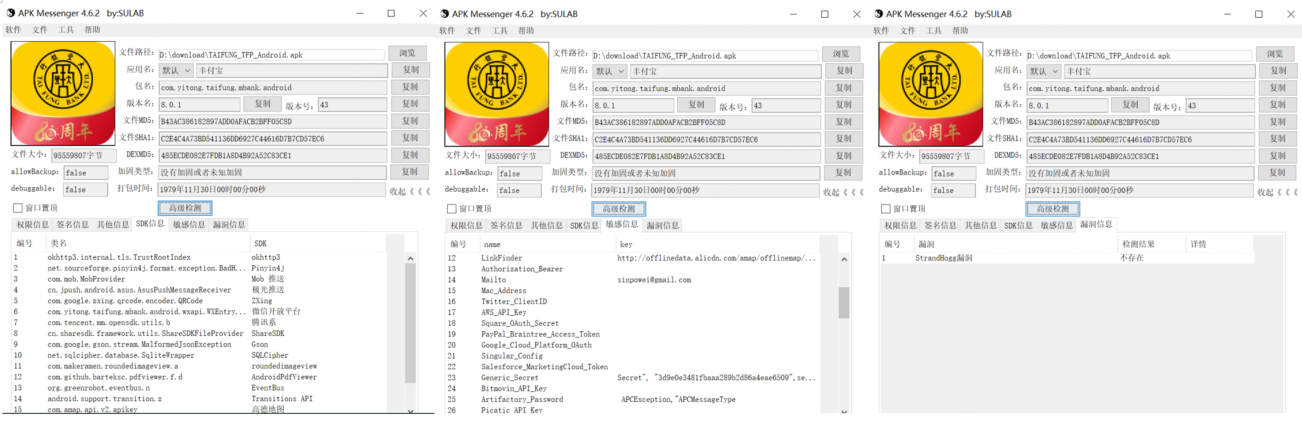 APK Messenger 4.6.2 by:SULAB
软件 文件 工具 帮助
TAI FUNG BANK LTD.
周年
文件路径: D:\download\TAIFUNG_TFP_Android.apk 浏览
应用名: 默认 丰付宝 复制
包名: com.yitong.taifung.mbank.android 复制
版本名: 8.0.1 复制 版本号: 43 复制
文件MD5: B43AC386182897ADD0AFACB2BFF05C8D 复制
文件SHA1: C2E4C4A73BD541136DD6927C44616D7B7CD57EC6 复制
文件大小: 95559807字节 DEXMD5: 485ECDE082E7FDB1A8D4B92A52C83CE1 复制
allowBackup: false 加固类型: 没有加固或者未知加固 复制
debuggable: false 打包时间: 1979年11月30日00时00分00秒 收起《《《
窗口置顶 高级检测
权限信息 签名信息 其他信息 SDK信息 敏感信息 漏洞信息
编号 类名 SDK
1 okhttp3.internal.tls.TrustRootIndex okhttp3
2 net.sourceforge.pinyin4j.format.exception.BadH... Pinyin4j
3 com.mob.MobProvider Mob 推送
4 cn.jpush.android.asus.AsusPushMessageReceiver 极光推送
5 com.google.zxing.qrcode.encoder.QRCode ZXing
6 com.yitong.taifung.mbank.android.wxapi.WXEntry... 微信开放平台
7 com.tencent.mm.opensdk.utils.b 腾讯系
8 cn.sharesdk.framework.utils.ShareSDKFileProvider ShareSDK
9 com.google.gson.stream.MalformedJsonException Gson
10 net.sqlcipher.database.SqliteWrapper SQLCipher
11 com.makeramen.roundedimageview.a roundedimageview
12 com.github.barteksc.pdfviewer.f.d AndroidPdfViewer
13 org.greenrobot.eventbus.n EventBus
14 android.support.transition.z Transitions API
15 com.amap.api.v2.apikey 高德地图
APK Messenger 4.6.2 by:SULAB
软件 文件 工具 帮助
TAI FUNG BANK LTD.
周年
文件路径: D:\download\TAIFUNG_TFP_Android.apk 浏览
应用名: 默认 丰付宝 复制
包名: com.yitong.taifung.mbank.android 复制
版本名: 8.0.1 复制 版本号: 43 复制
文件MD5: B43AC386182897ADD0AFACB2BFF05C8D 复制
文件SHA1: C2E4C4A73BD541136DD6927C44616D7B7CD57EC6 复制
文件大小: 95559807字节 DEXMD5: 485ECDE082E7FDB1A8D4B92A52C83CE1 复制
allowBackup: false 加固类型: 没有加固或者未知加固 复制
debuggable: false 打包时间: 1979年11月30日00时00分00秒 收起《《《
窗口置顶 高级检测
权限信息 签名信息 其他信息 SDK信息 敏感信息 漏洞信息
编号 name key
12 LinkFinder http://offlinedata.alicdn.com/amap/offlinemap/...
13 Authorization_Bearer
14 Mailto sinpowei@gmail.com
15 Mac_Address
16 Twitter_ClientID
17 AWS_API_Key
18 Square_OAuth_Secret
19 PayPal_Braintree_Access_Token
20 Google_Cloud_Platform_OAuth
21 Singular_Config
22 Salesforce_MarketingCloud_Token
23 Generic_Secret Secret", "3d9e0e3481fbaaa289b2d86a4eae6509",se...
24 Bitmovin_API_Key
25 Artifactory_Password APCException,"APCMessageType
26 Picatic API Key
APK Messenger 4.6.2 by:SULAB
软件 文件 工具 帮助
TAI FUNG BANK LTD.
周年
文件路径: D:\download\TAIFUNG_TFP_Android.apk 浏览
应用名: 默认 丰付宝 复制
包名: com.yitong.taifung.mbank.android 复制
版本名: 8.0.1 复制 版本号: 43 复制
文件MD5: B43AC386182897ADD0AFACB2BFF05C8D 复制
文件SHA1: C2E4C4A73BD541136DD6927C44616D7B7CD57EC6 复制
文件大小: 95559807字节 DEXMD5: 485ECDE082E7FDB1A8D4B92A52C83CE1 复制
allowBackup: false 加固类型: 没有加固或者未知加固 复制
debuggable: false 打包时间: 1979年11月30日00时00分00秒 收起《《《
窗口置顶 高级检测
权限信息 签名信息 其他信息 SDK信息 敏感信息 漏洞信息
编号 漏洞 检测结果 详情
1 StrandHogg漏洞 不存在